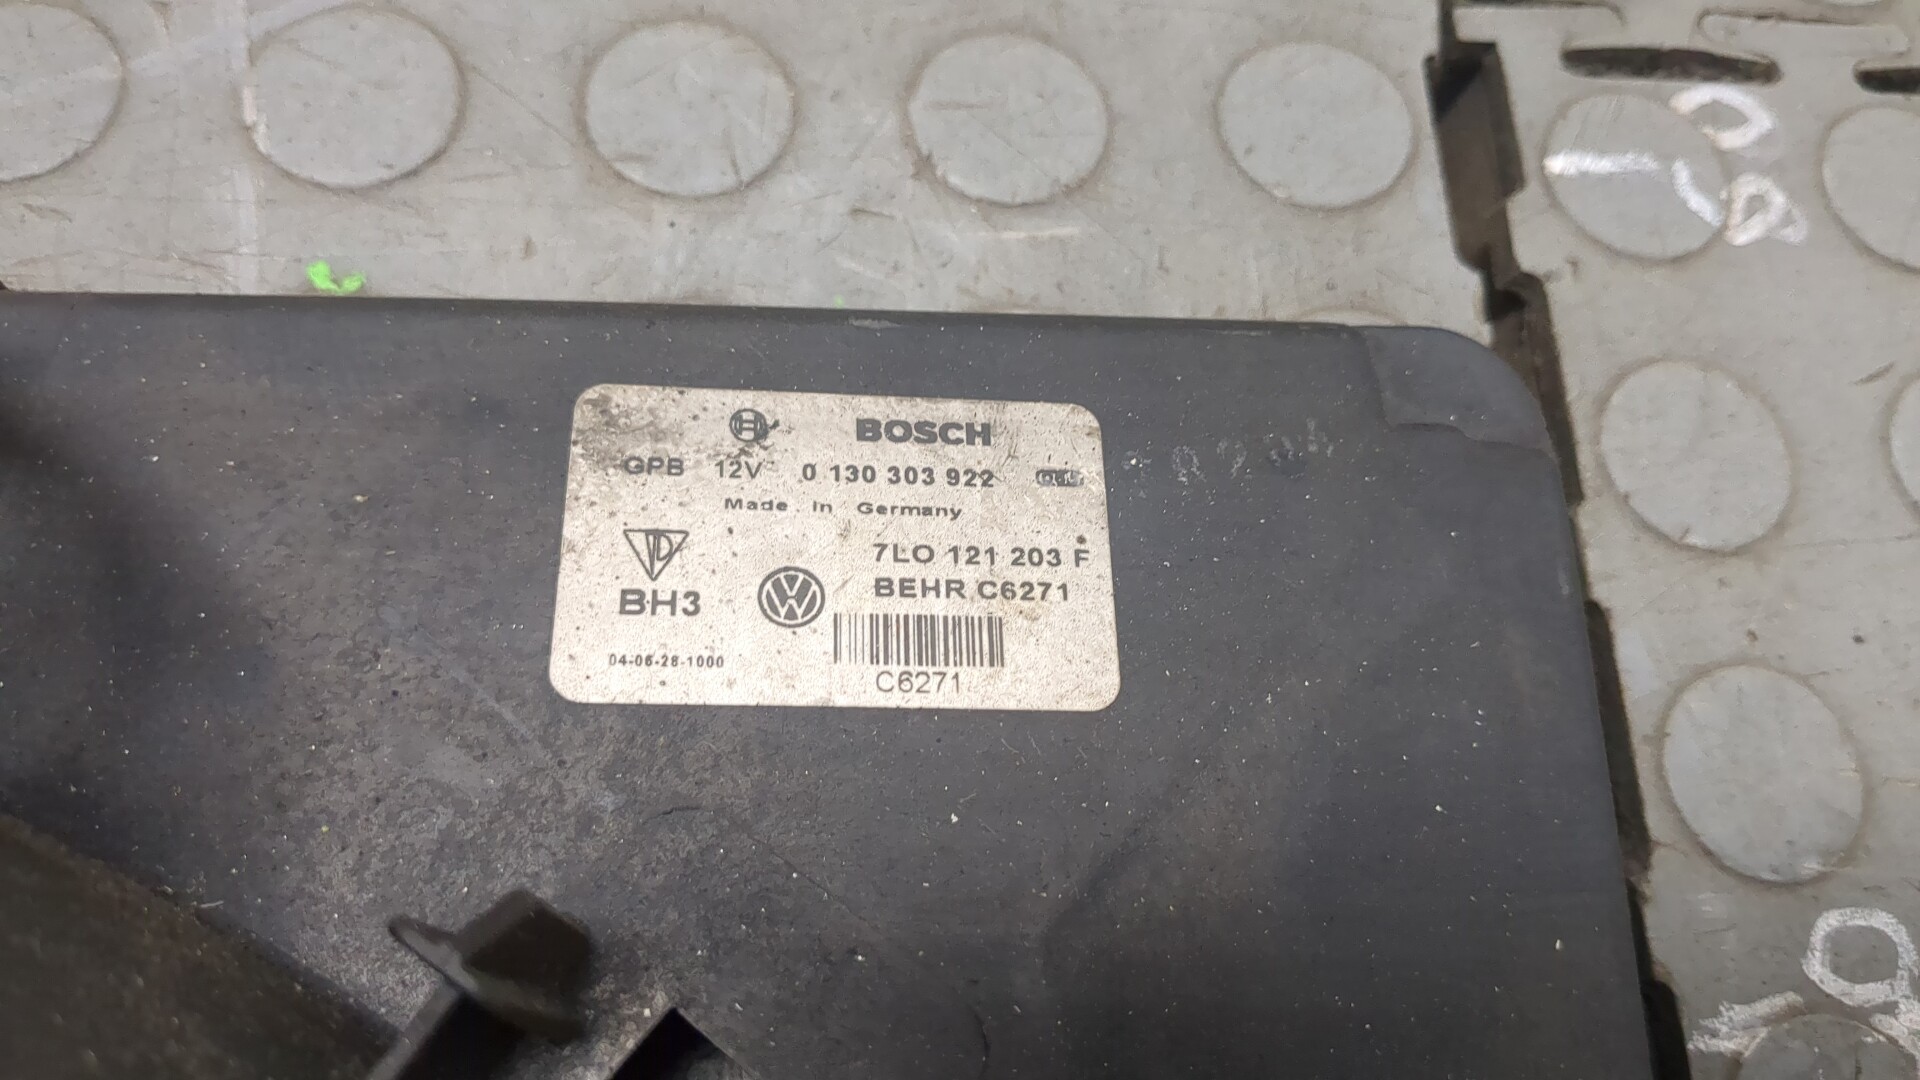 BOSCH
GPB 12V 0 130 303 922
Made in Germany
7LO 121 203 F
BEHR C6271
BH3
04-06-28-1000
C6271